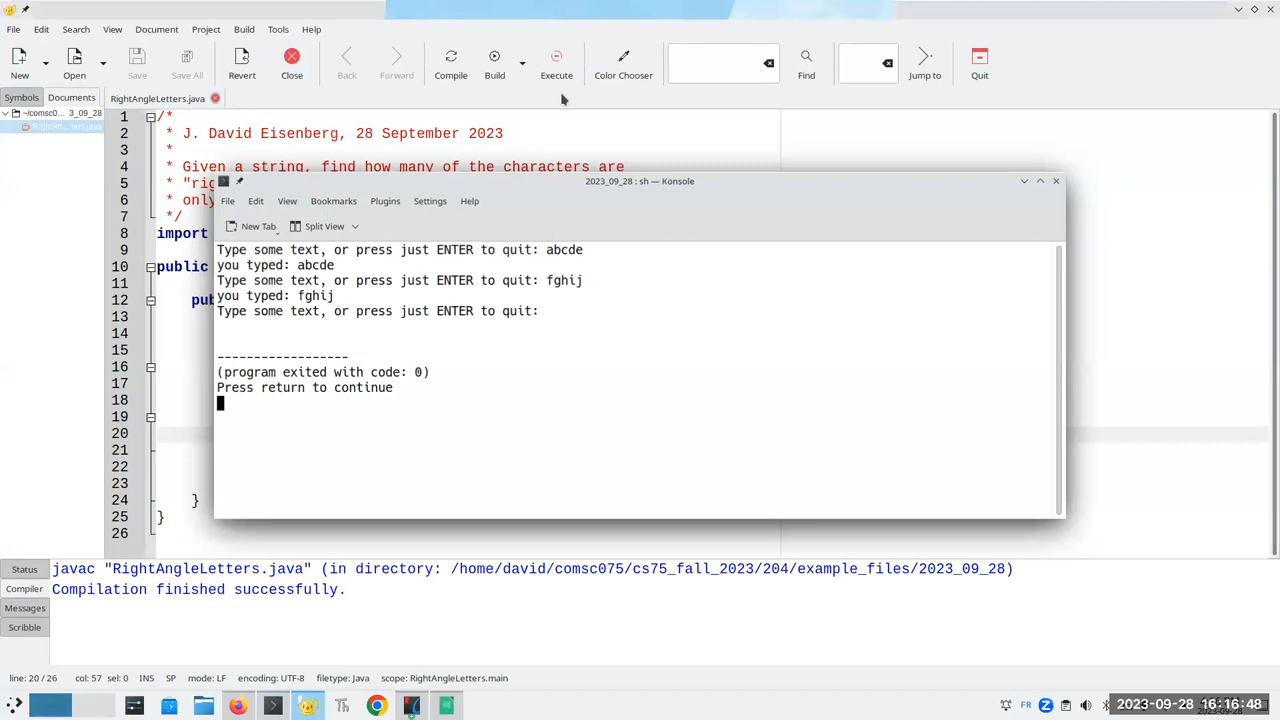 File Edit Search View Document Project Build Tools Help
New Open Save Save All Revert Close Back Forward Compile Build Execute Color Chooser Find Jump to Quit
Symbols Documents RightAngleLetters.java
~/comsc0... 3_09_28
1 /*
2 * J. David Eisenberg, 28 September 2023
3 *
4 * Given a string, find how many of the characters are
5 * "rig
6 * only
7 */
8 import
9
10 public
11
12 pub
13
14
15
16
17
18
19
20
21
22
23
24 }
25 }
26
2023_09_28 : sh — Konsole
File Edit View Bookmarks Plugins Settings Help
New Tab Split View
Type some text, or press just ENTER to quit: abcde
you typed: abcde
Type some text, or press just ENTER to quit: fghij
you typed: fghij
Type some text, or press just ENTER to quit:
------------------
(program exited with code: 0)
Press return to continue
Status
Compiler
Messages
Scribble
javac "RightAngleLetters.java" (in directory: /home/david/comsc075/cs75_fall_2023/204/example_files/2023_09_28)
Compilation finished successfully.
line: 20 / 26 col: 57 sel: 0 INS SP mode: LF encoding: UTF-8 filetype: Java scope: RightAngleLetters.main
Th FR 2023-09-28 16:16:48